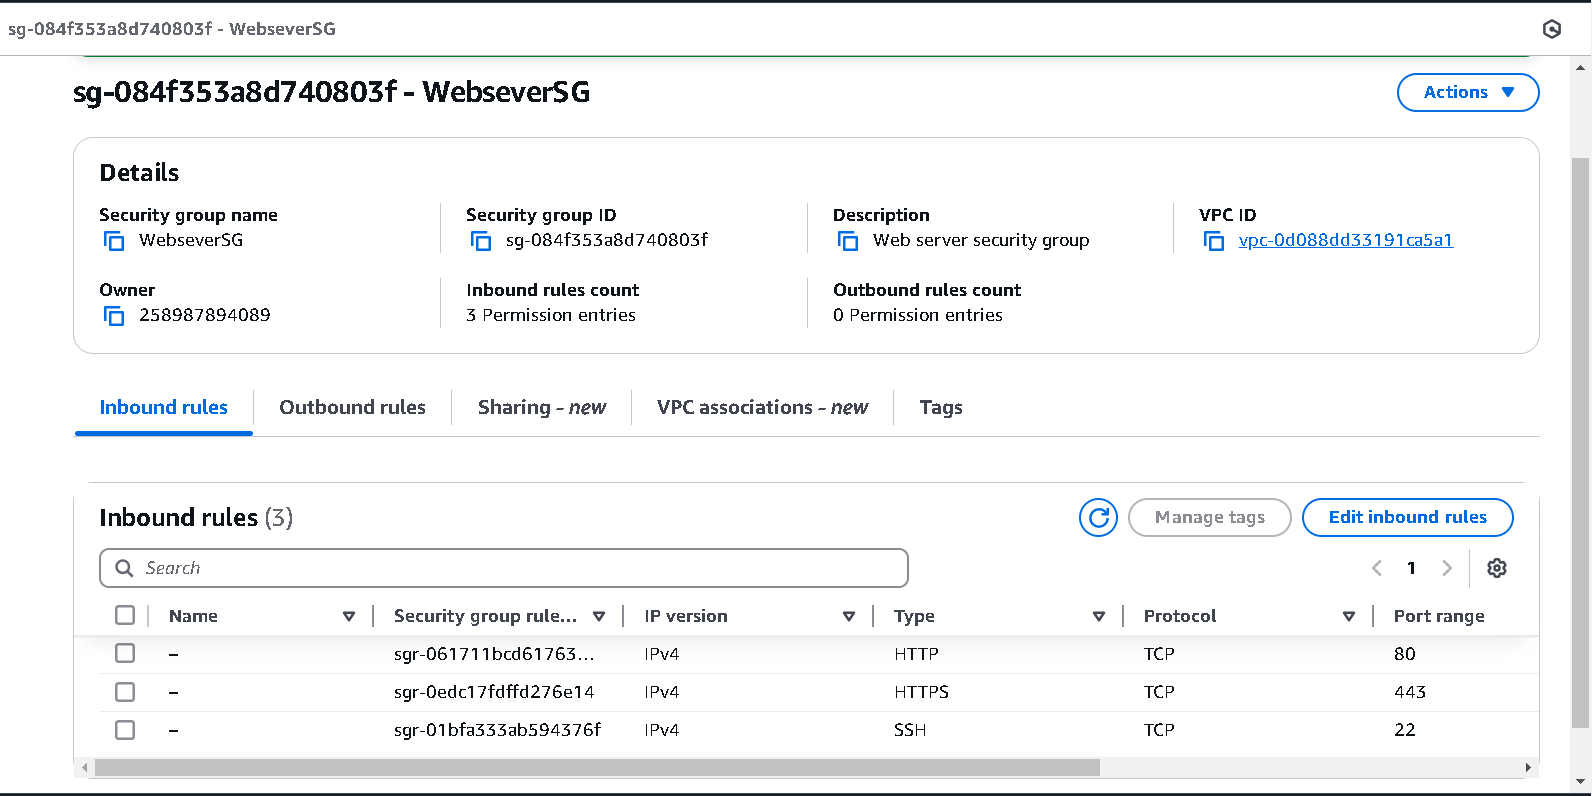 sg-084f353a8d740803f - WebseverSG
sg-084f353a8d740803f - WebseverSG
Actions
Details
Security group name
WebseverSG
Security group ID
sg-084f353a8d740803f
Description
Web server security group
VPC ID
vpc-0d088dd33191ca5a1
Owner
258987894089
Inbound rules count
3 Permission entries
Outbound rules count
0 Permission entries
Inbound rules Outbound rules Sharing - new VPC associations - new Tags
Inbound rules (3)
Manage tags
Edit inbound rules
Search
1
Name Security group rule... IP version Type Protocol Port range
– sgr-061711bcd61763... IPv4 HTTP TCP 80
– sgr-0edc17fdffd276e14 IPv4 HTTPS TCP 443
– sgr-01bfa333ab594376f IPv4 SSH TCP 22